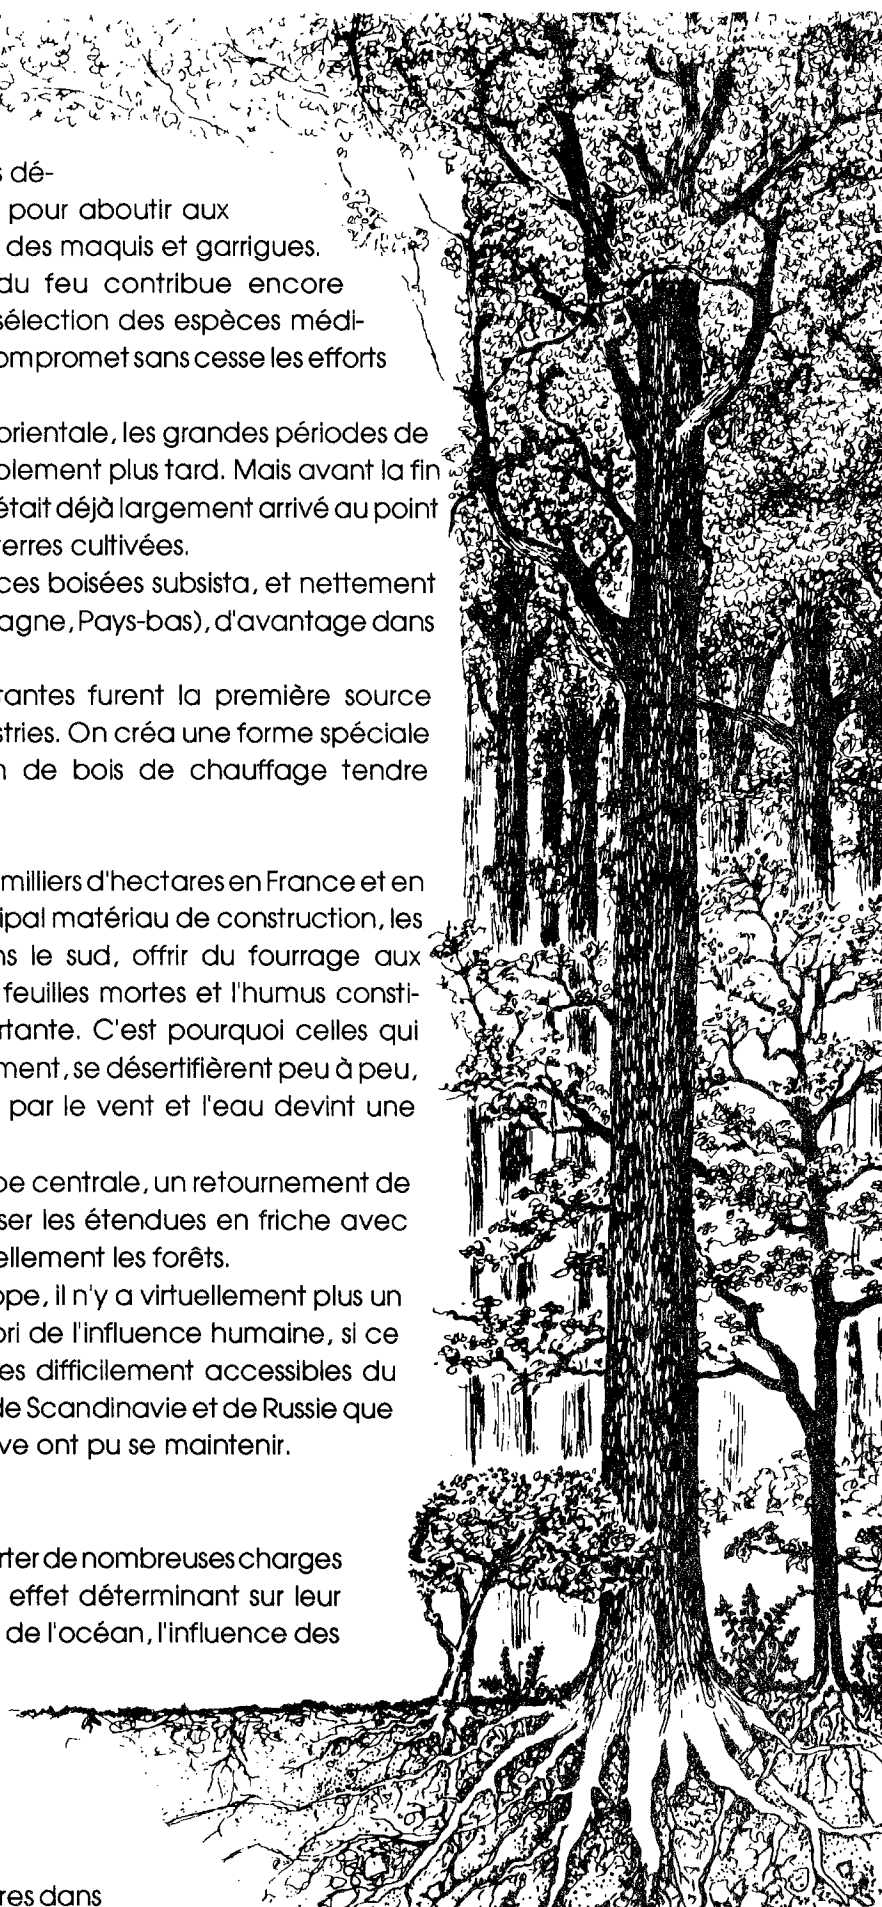 s dé-
pour aboutir aux
des maquis et garrigues.
du feu contribue encore
sélection des espèces médi-
ompromet sans cesse les efforts
orientale, les grandes périodes de
blement plus tard. Mais avant la fin
était déjà largement arrivé au point
terres cultivées.
ces boisées subsista, et nettement
agne, Pays-bas), d'avantage dans
rantes furent la première source
stries. On créa une forme spéciale
n de bois de chauffage tendre
milliers d'hectares en France et en
cipal matériau de construction, les
ns le sud, offrir du fourrage aux
feuilles mortes et l'humus consti-
rtante. C'est pourquoi celles qui
ment, se désertifièrent peu à peu,
par le vent et l'eau devint une
pe centrale, un retournement de
ser les étendues en friche avec
ellement les forêts.
ope, il n'y a virtuellement plus un
bri de l'influence humaine, si ce
es difficilement accessibles du
de Scandinavie et de Russie que
ve ont pu se maintenir.
rter de nombreuses charges
effet déterminant sur leur
de l'océan, l'influence des
res dans